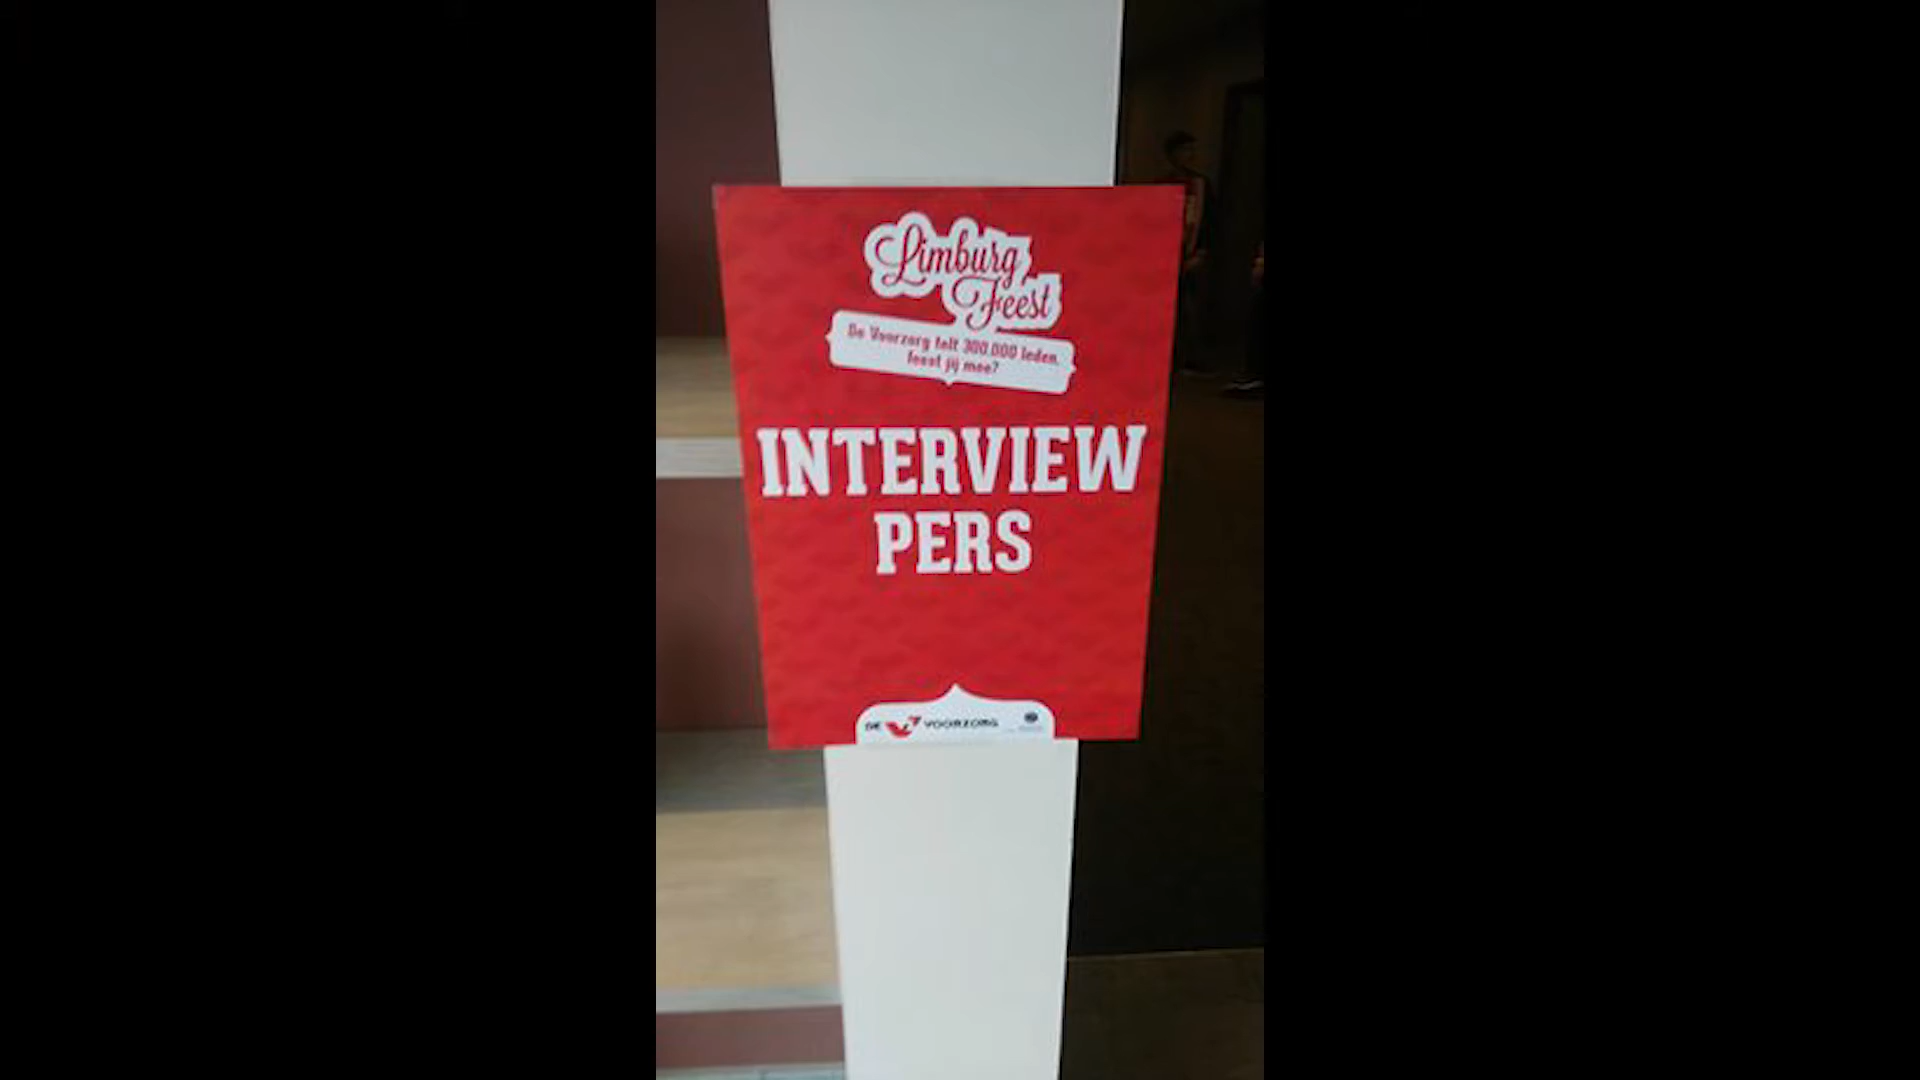 Limburg
Feest
De Voorzorg telt 300.000 leden,
feest jij mee?
INTERVIEW
PERS
DE VOORZORG